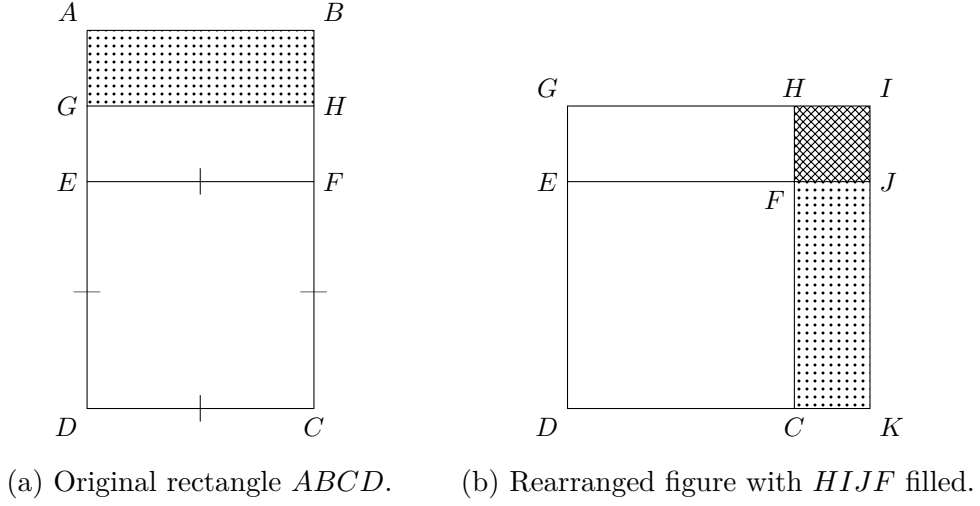 A B
G H
E F
D C
(a) Original rectangle ABCD.
G H I
E F J
D C K
(b) Rearranged figure with HIJF filled.